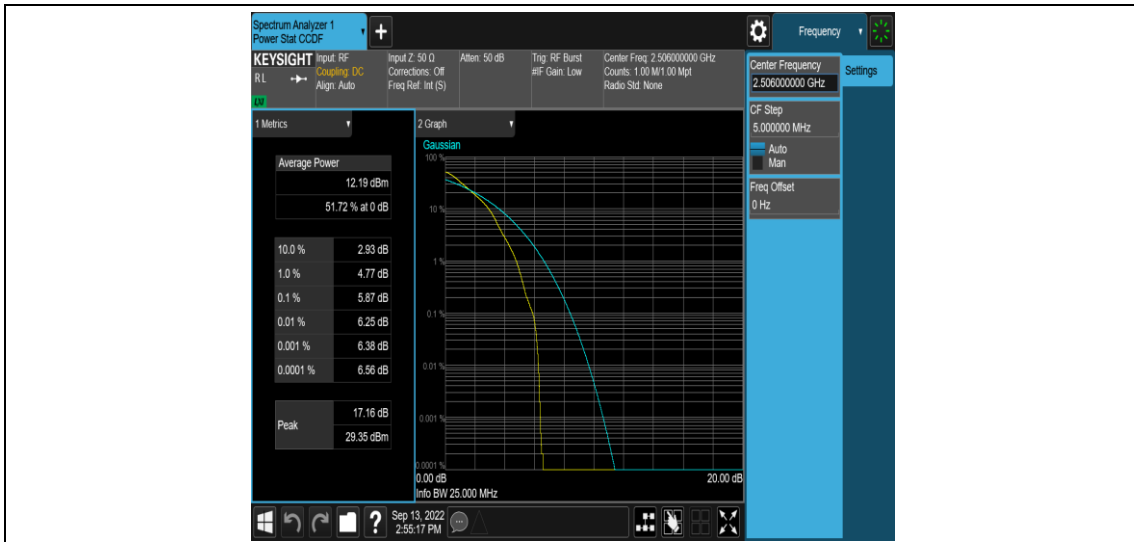 Spectrum Analyzer 1
Power Stat CCDF
+
Frequency
KEYSIGHT
RL
LM
Input: RF
Coupling: DC
Align: Auto
Input Z: 50 Ω
Corrections: Off
Freq Ref: Int (S)
Atten: 50 dB
Trig: RF Burst
#IF Gain: Low
Center Freq: 2.506000000 GHz
Counts: 1.00 M/1.00 Mpt
Radio Std: None
Center Frequency
2.506000000 GHz
Settings
CF Step
5.000000 MHz
Auto
Man
Freq Offset
0 Hz
1 Metrics
Average Power
12.19 dBm
51.72 % at 0 dB
10.0 % 2.93 dB
1.0 % 4.77 dB
0.1 % 5.87 dB
0.01 % 6.25 dB
0.001 % 6.38 dB
0.0001 % 6.56 dB
Peak
17.16 dB
29.35 dBm
2 Graph
Gaussian
100 %
10 %
1 %
0.1 %
0.01 %
0.001 %
0.0001 %
0.00 dB 20.00 dB
Info BW 25.000 MHz
?
Sep 13, 2022
2:55:17 PM